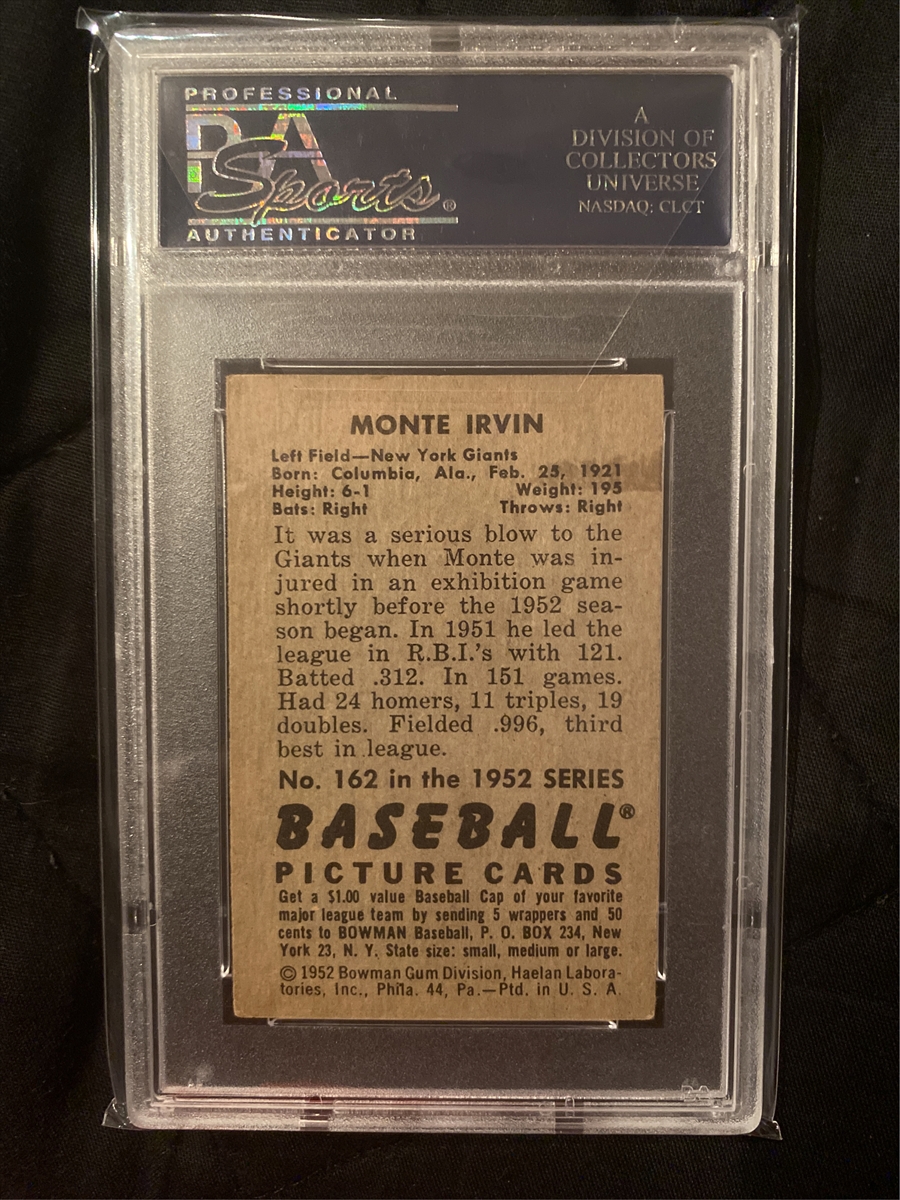 PROFESSIONAL
PSA
Sports®
AUTHENTICATOR
A
DIVISION OF
COLLECTORS
UNIVERSE
NASDAQ: CLCT
MONTE IRVIN
Left Field—New York Giants
Born: Columbia, Ala., Feb. 25, 1921
Height: 6-1 Weight: 195
Bats: Right Throws: Right
It was a serious blow to the
Giants when Monte was in-
jured in an exhibition game
shortly before the 1952 sea-
son began. In 1951 he led the
league in R.B.I.'s with 121.
Batted .312. In 151 games.
Had 24 homers, 11 triples, 19
doubles. Fielded .996, third
best in league.
No. 162 in the 1952 SERIES
BASEBALL®
PICTURE CARDS
Get a $1.00 value Baseball Cap of your favorite
major league team by sending 5 wrappers and 50
cents to BOWMAN Baseball, P. O. BOX 234, New
York 23, N. Y. State size: small, medium or large.
© 1952 Bowman Gum Division, Haelan Labora-
tories, Inc., Phila. 44, Pa.—Ptd. in U. S. A.